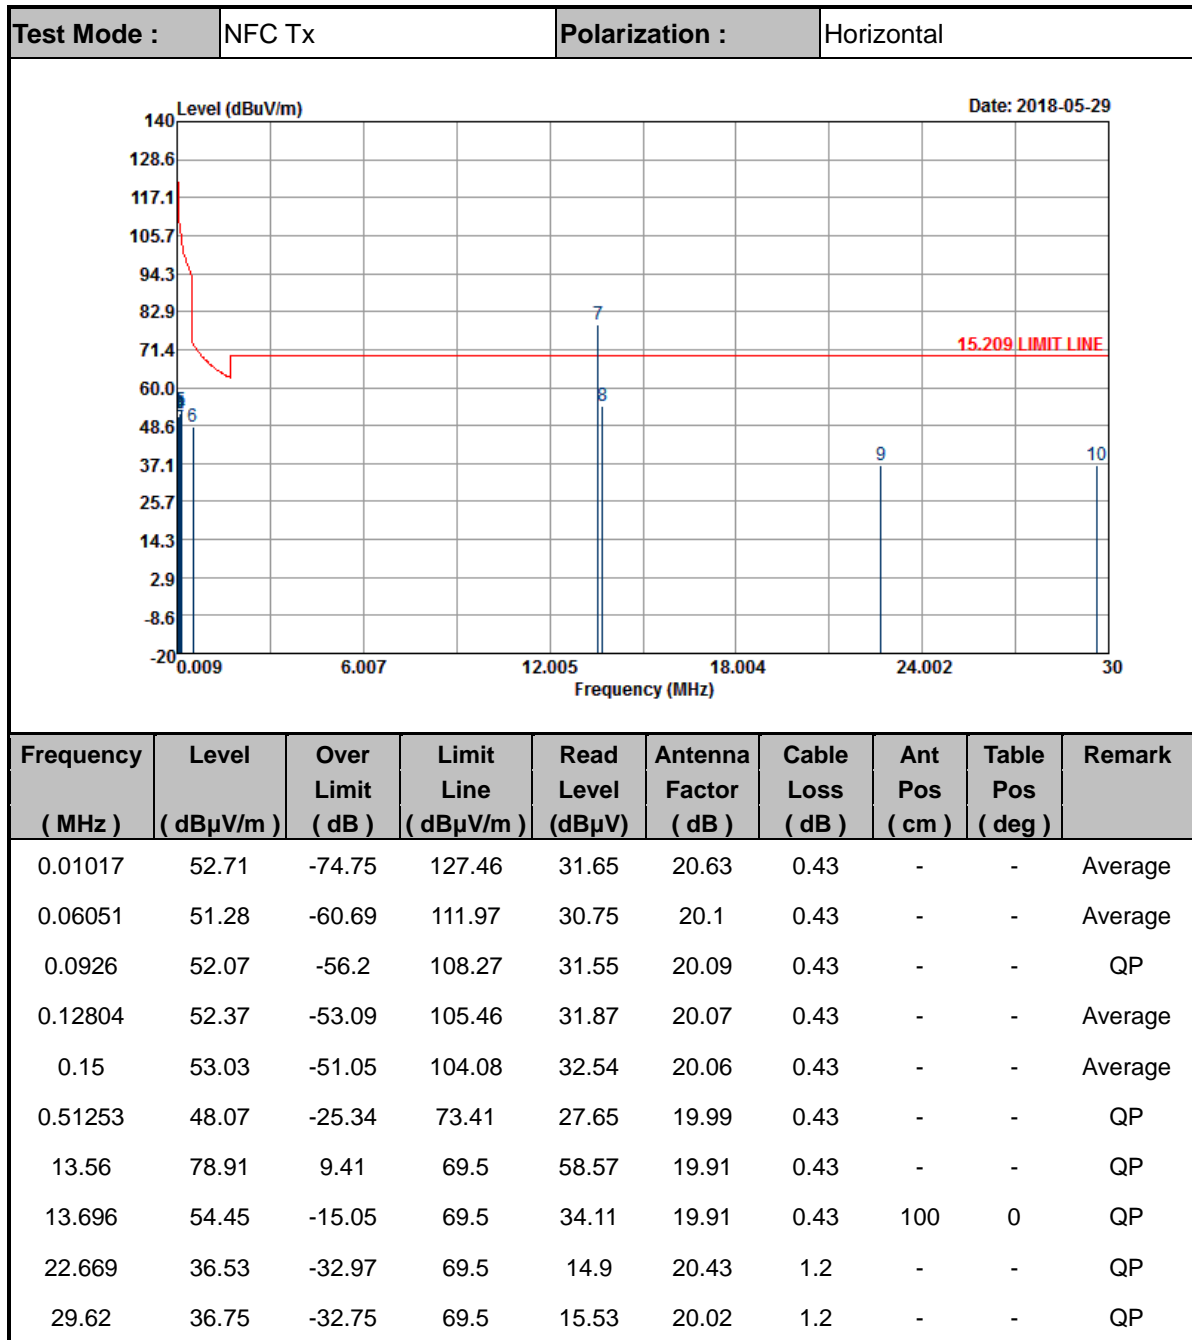 Test Mode : NFC Tx Polarization : Horizontal
Level (dBuV/m) Date: 2018-05-29
140
128.6
117.1
105.7
94.3
82.9
71.4
60.0
48.6
37.1
25.7
14.3
2.9
-8.6
-20
15.209 LIMIT LINE
5
6
7
8
9
10
0.009 6.007 12.005 18.004 24.002 30
Frequency (MHz)
Frequency Level Over Limit Read Antenna Cable Ant Table Remark
Limit Line Level Factor Loss Pos Pos
( MHz ) ( dBµV/m ) ( dB ) ( dBµV/m ) (dBµV) ( dB ) ( dB ) ( cm ) ( deg )
0.01017 52.71 -74.75 127.46 31.65 20.63 0.43 - - Average
0.06051 51.28 -60.69 111.97 30.75 20.1 0.43 - - Average
0.0926 52.07 -56.2 108.27 31.55 20.09 0.43 - - QP
0.12804 52.37 -53.09 105.46 31.87 20.07 0.43 - - Average
0.15 53.03 -51.05 104.08 32.54 20.06 0.43 - - Average
0.51253 48.07 -25.34 73.41 27.65 19.99 0.43 - - QP
13.56 78.91 9.41 69.5 58.57 19.91 0.43 - - QP
13.696 54.45 -15.05 69.5 34.11 19.91 0.43 100 0 QP
22.669 36.53 -32.97 69.5 14.9 20.43 1.2 - - QP
29.62 36.75 -32.75 69.5 15.53 20.02 1.2 - - QP